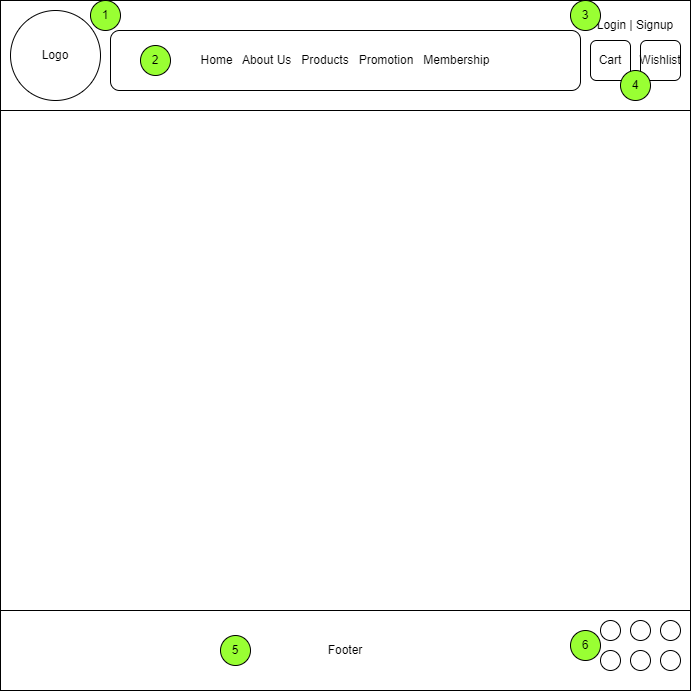 1
3
Login | Signup
Logo
2
Home About Us Products Promotion Membership
Cart
Wishlist
4
5
Footer
6